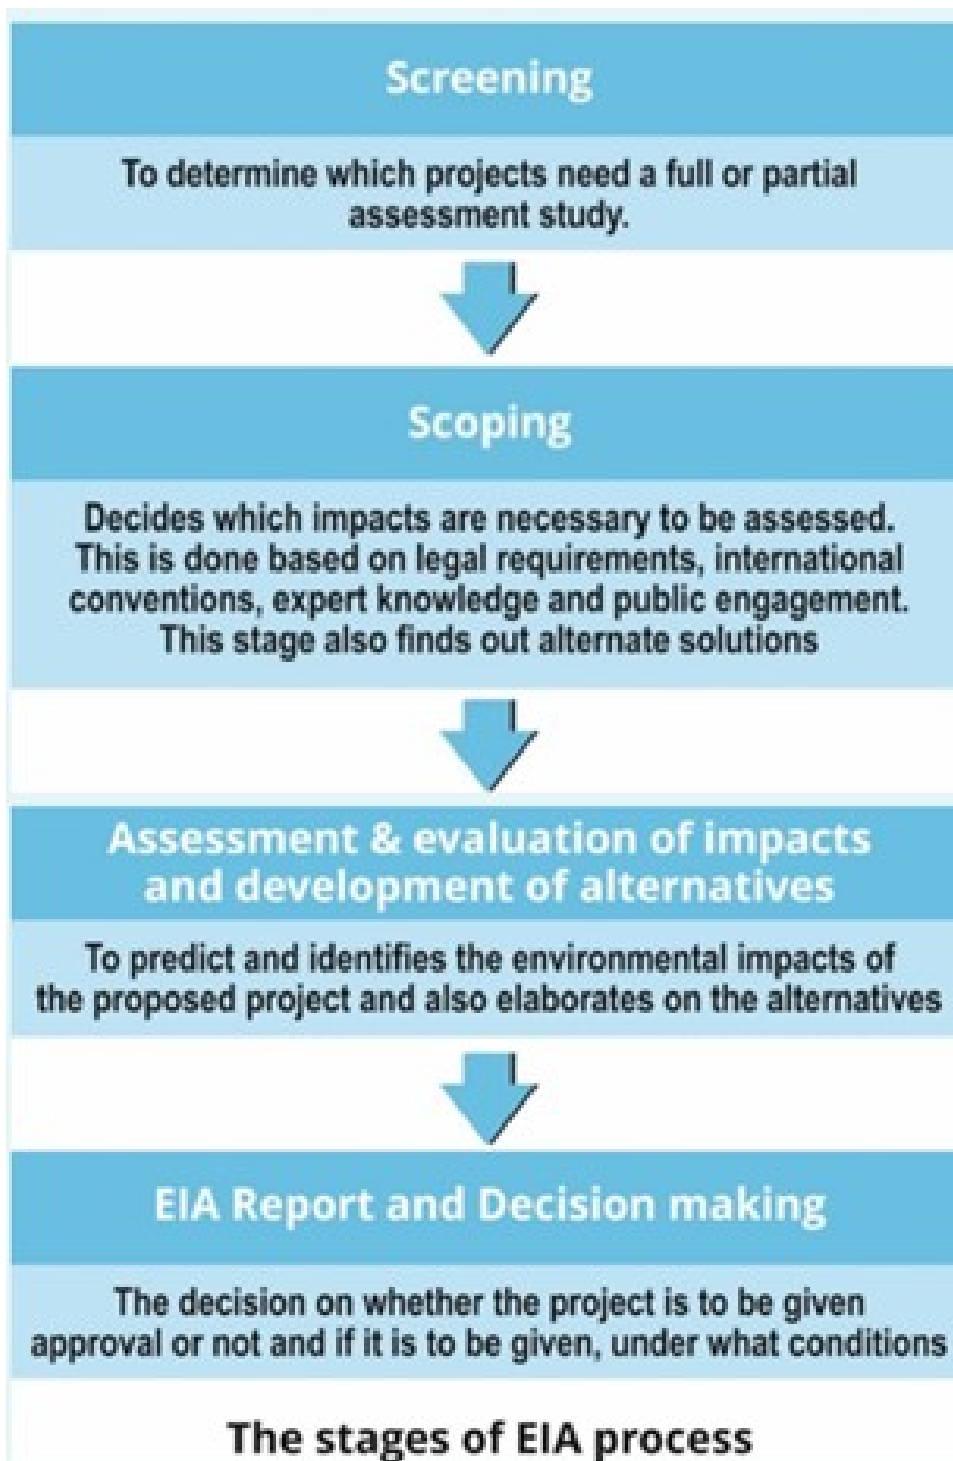 Screening
To determine which projects need a full or partial
assessment study.
Scoping
Decides which impacts are necessary to be assessed.
This is done based on legal requirements, international
conventions, expert knowledge and public engagement.
This stage also finds out alternate solutions
Assessment & evaluation of impacts
and development of alternatives
To predict and identifies the environmental impacts of
the proposed project and also elaborates on the alternatives
EIA Report and Decision making
The decision on whether the project is to be given
approval or not and if it is to be given, under what conditions
The stages of EIA process